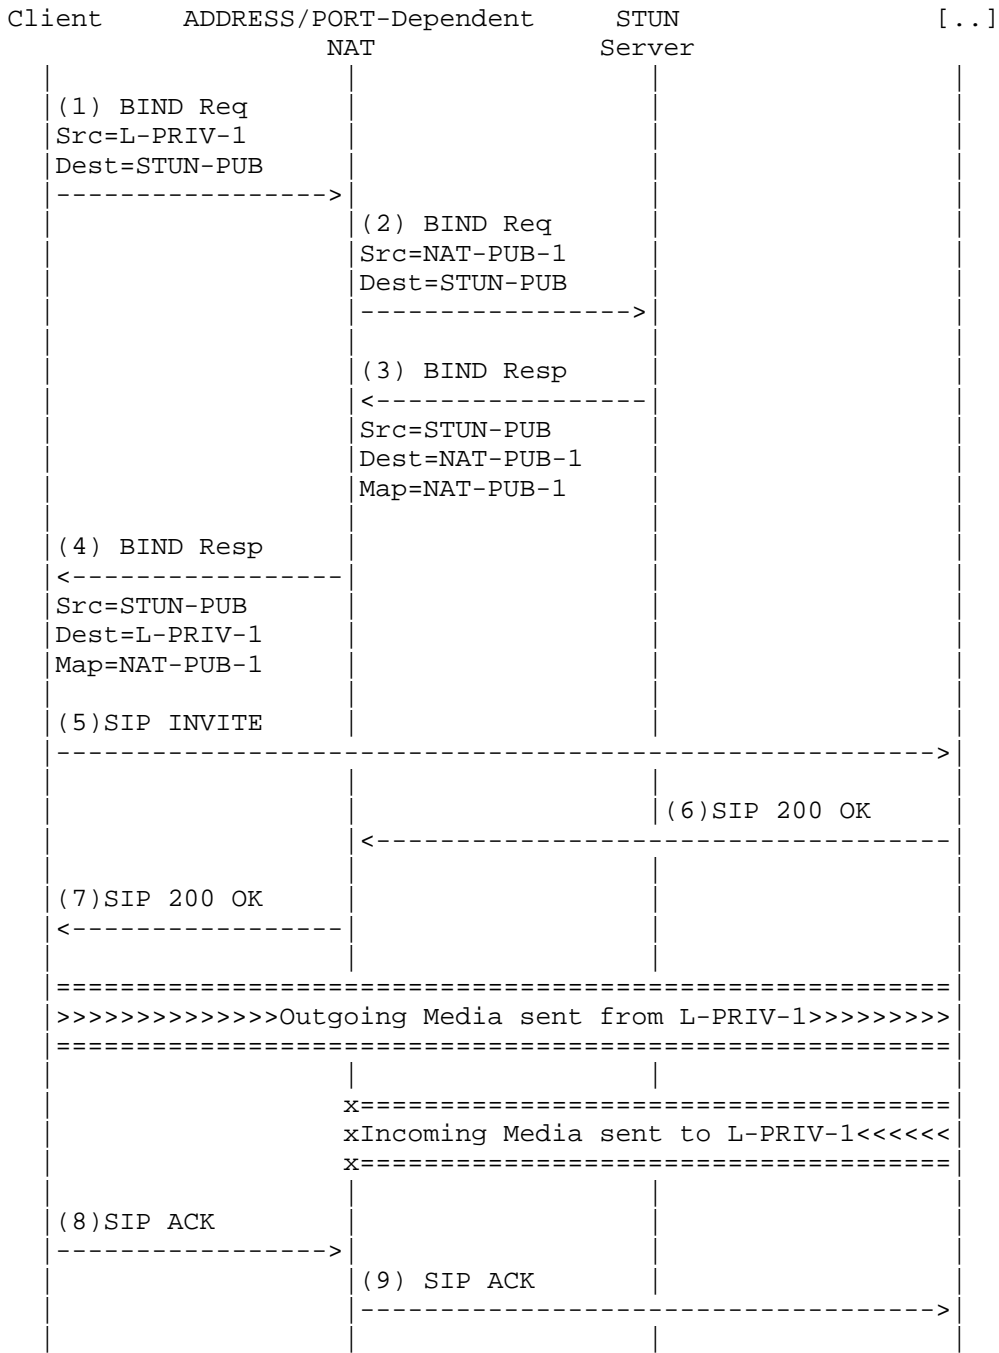 Client ADDRESS/PORT-Dependent STUN [..]
NAT Server
(1) BIND Req
Src=L-PRIV-1
Dest=STUN-PUB
----------------->
(2) BIND Req
Src=NAT-PUB-1
Dest=STUN-PUB
----------------->
(3) BIND Resp
<-----------------
Src=STUN-PUB
Dest=NAT-PUB-1
Map=NAT-PUB-1
(4) BIND Resp
<-----------------
Src=STUN-PUB
Dest=L-PRIV-1
Map=NAT-PUB-1
(5)SIP INVITE
------------------------------------------------------->
(6)SIP 200 OK
<------------------------------------
(7)SIP 200 OK
<-----------------
========================================================
>>>>>>>>>>>>>>Outgoing Media sent from L-PRIV-1>>>>>>>>>
========================================================
x=====================================
xIncoming Media sent to L-PRIV-1<<<<<<
x=====================================
(8)SIP ACK
----------------->
(9) SIP ACK
------------------------------------>